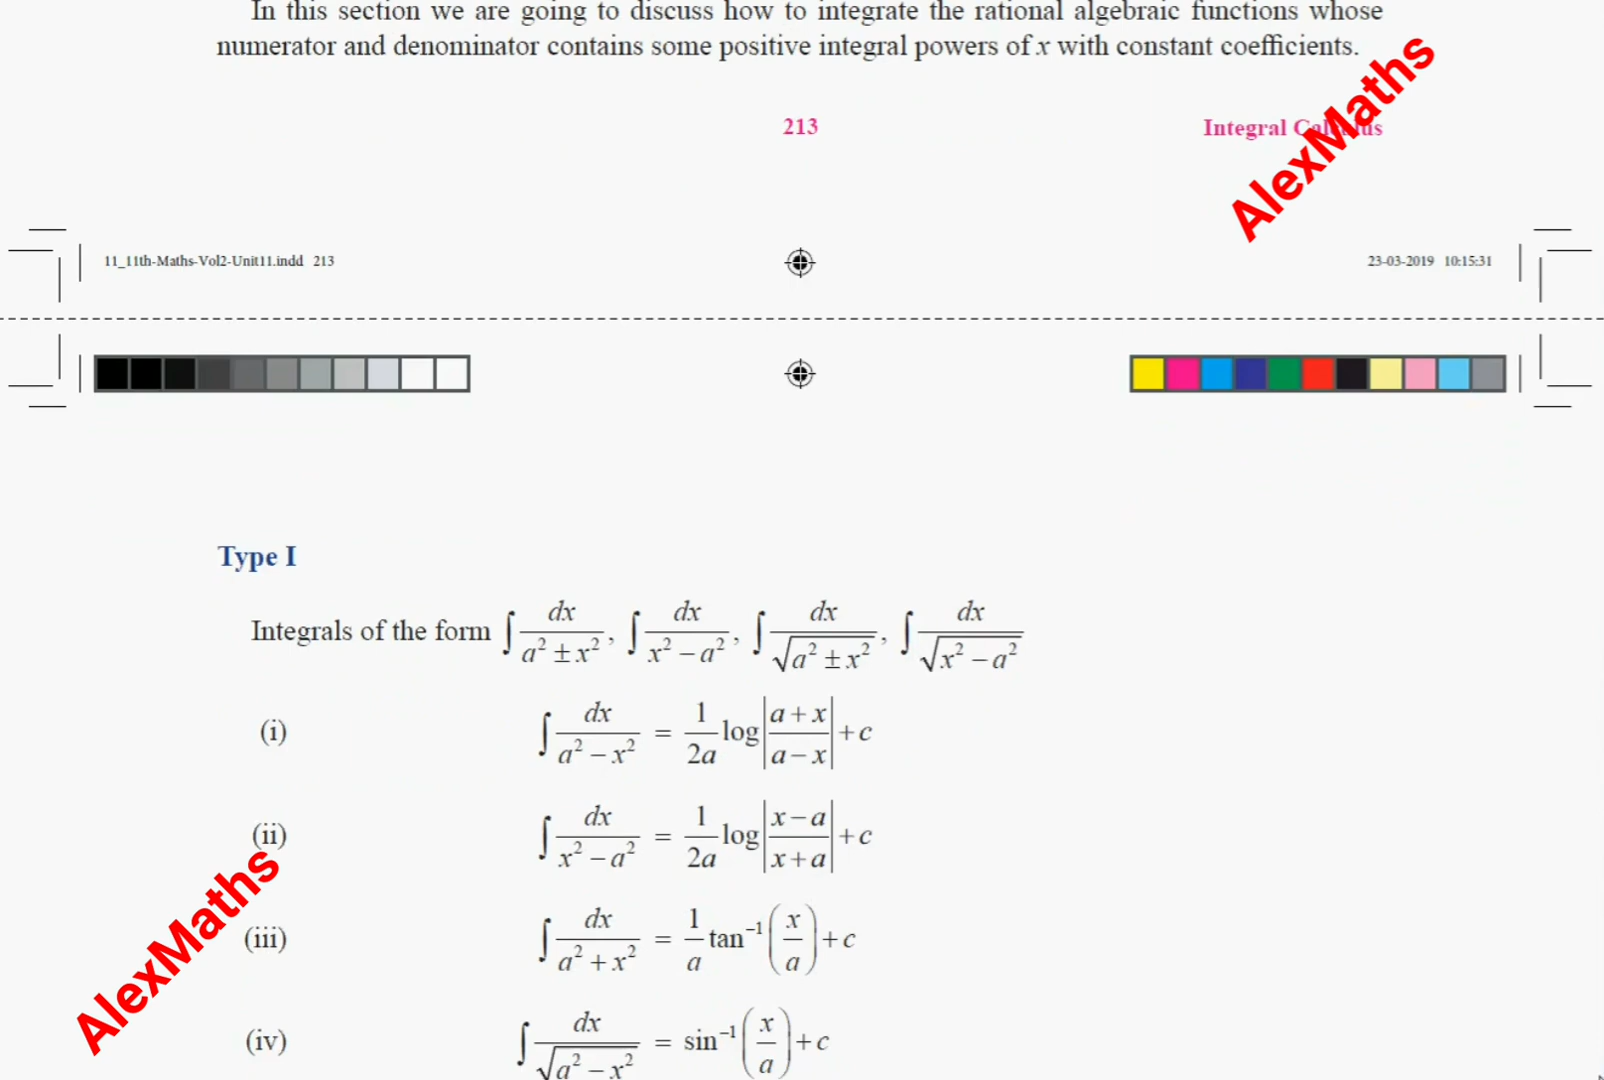 In this section we are going to discuss how to integrate the rational algebraic functions whose
numerator and denominator contains some positive integral powers of x with constant coefficients.
AlexMaths
213
Integral Calculus
11_11th-Maths-Vol2-Unit11.indd 213
23-03-2019 10:15:31
Type I
Integrals of the form ∫ dx/(a² ± x²), ∫ dx/(x² − a²), ∫ dx/√(a² ± x²), ∫ dx/√(x² − a²)
(i) ∫ dx/(a² − x²) = 1/(2a) log |(a + x)/(a − x)| + c
(ii) ∫ dx/(x² − a²) = 1/(2a) log |(x − a)/(x + a)| + c
AlexMaths
(iii) ∫ dx/(a² + x²) = 1/a tan⁻¹ (x/a) + c
(iv) ∫ dx/√(a² − x²) = sin⁻¹ (x/a) + c